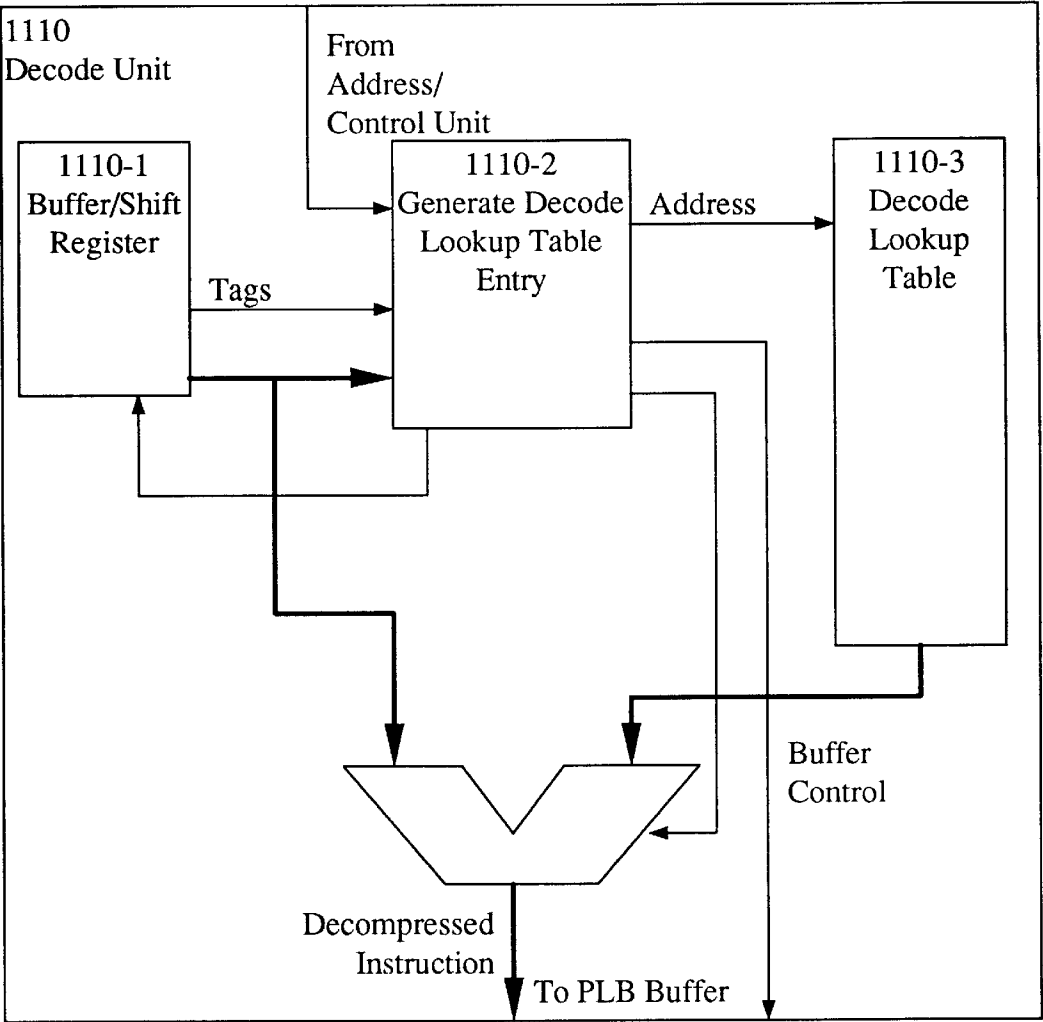 1110
Decode Unit
From
Address/
Control Unit
1110-1
Buffer/Shift
Register
1110-2
Generate Decode
Lookup Table
Entry
1110-3
Decode
Lookup
Table
Address
Tags
Buffer
Control
Decompressed
Instruction
To PLB Buffer